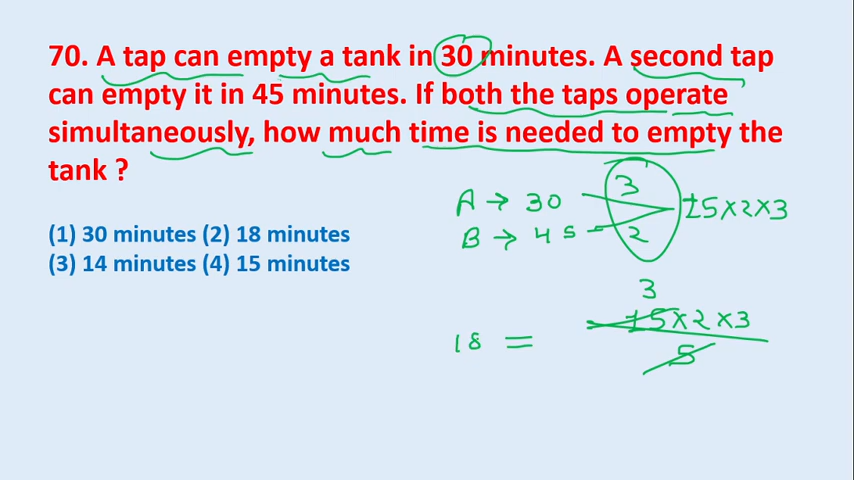 70. A tap can empty a tank in 30 minutes. A second tap
can empty it in 45 minutes. If both the taps operate
simultaneously, how much time is needed to empty the
tank ?
(1) 30 minutes (2) 18 minutes
(3) 14 minutes (4) 15 minutes
A → 30 3 15×2×3
B → 45 2
3
18 = 15×2×3
5